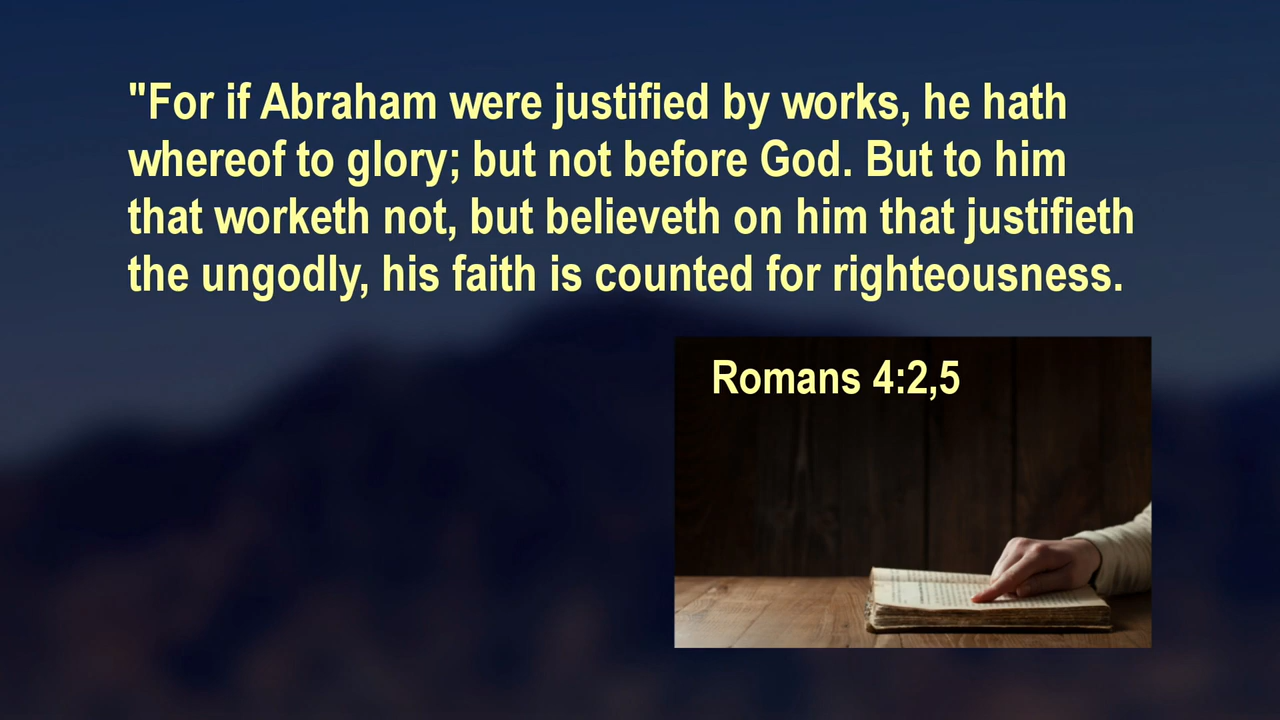 "For if Abraham were justified by works, he hath
whereof to glory; but not before God. But to him
that worketh not, but believeth on him that justifieth
the ungodly, his faith is counted for righteousness.
Romans 4:2,5